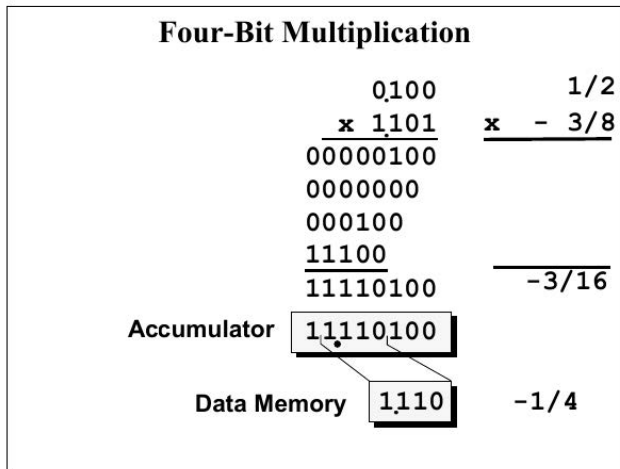 Four-Bit Multiplication
0.100 1/2
x 1.101 x - 3/8
00000100
0000000
000100
11100
11110100 -3/16
Accumulator 11.110100
Data Memory 1.110 -1/4